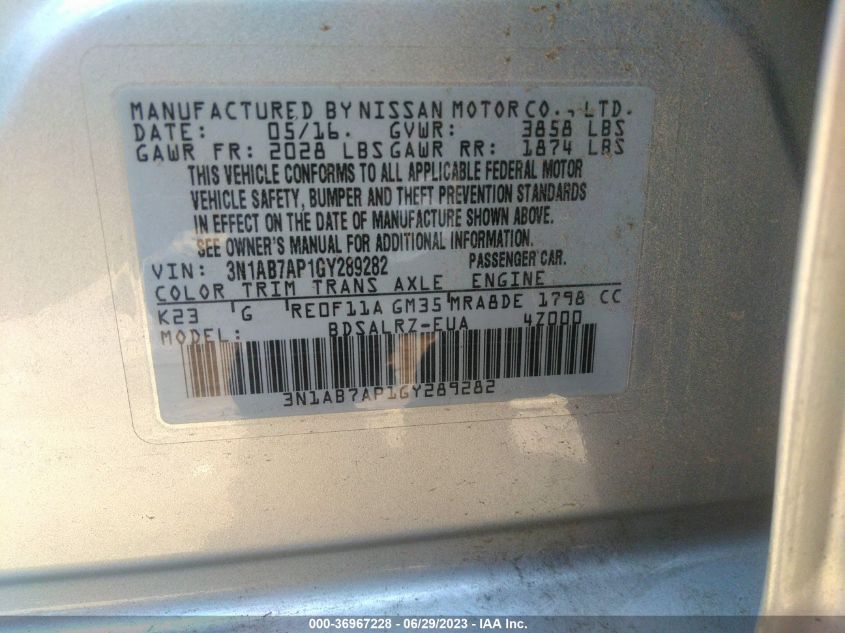 MANUFACTURED BY NISSAN MOTOR CO., LTD.
DATE: 05/16. GVWR: 3858 LBS
GAWR FR: 2028 LBS GAWR RR: 1874 LBS
THIS VEHICLE CONFORMS TO ALL APPLICABLE FEDERAL MOTOR
VEHICLE SAFETY, BUMPER AND THEFT PREVENTION STANDARDS
IN EFFECT ON THE DATE OF MANUFACTURE SHOWN ABOVE.
SEE OWNER'S MANUAL FOR ADDITIONAL INFORMATION.
VIN: 3N1AB7AP1GY289282 PASSENGER CAR.
COLOR TRIM TRANS AXLE ENGINE
K23 G RE0F11A GM35 MRA8DE 1798 CC
MODEL: BDSALRZ-EUA 4Z000
3N1AB7AP1GY289282
000-36967228 - 06/29/2023 - IAA Inc.